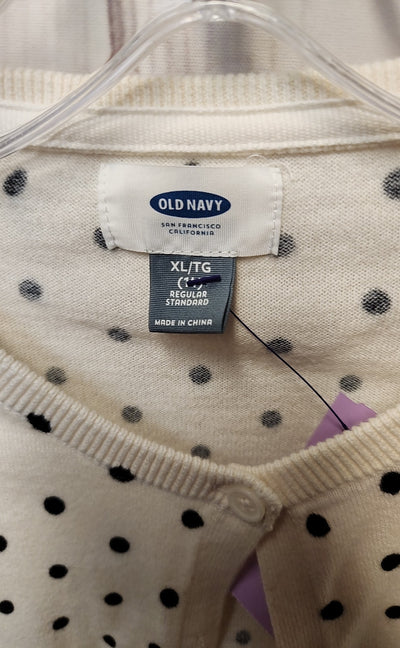 OLD NAVY
SAN FRANCISCO
CALIFORNIA
XL/TG
REGULAR
STANDARD
MADE IN CHINA